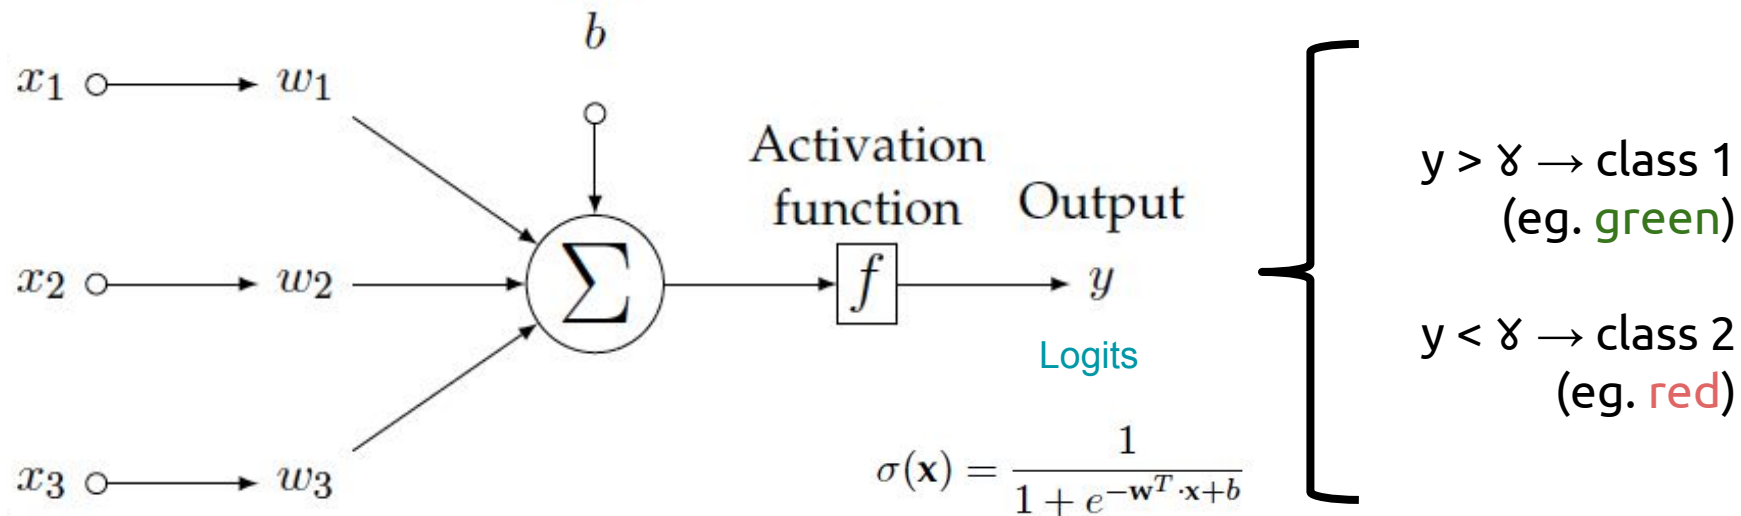 b
x₁ w₁
Activation
function
Output
x₂ w₂ Σ f y
Logits
x₃ w₃
σ(x) = 1 / (1 + e^{-w^T·x+b})
y > ɣ → class 1
(eg. green)
y < ɣ → class 2
(eg. red)